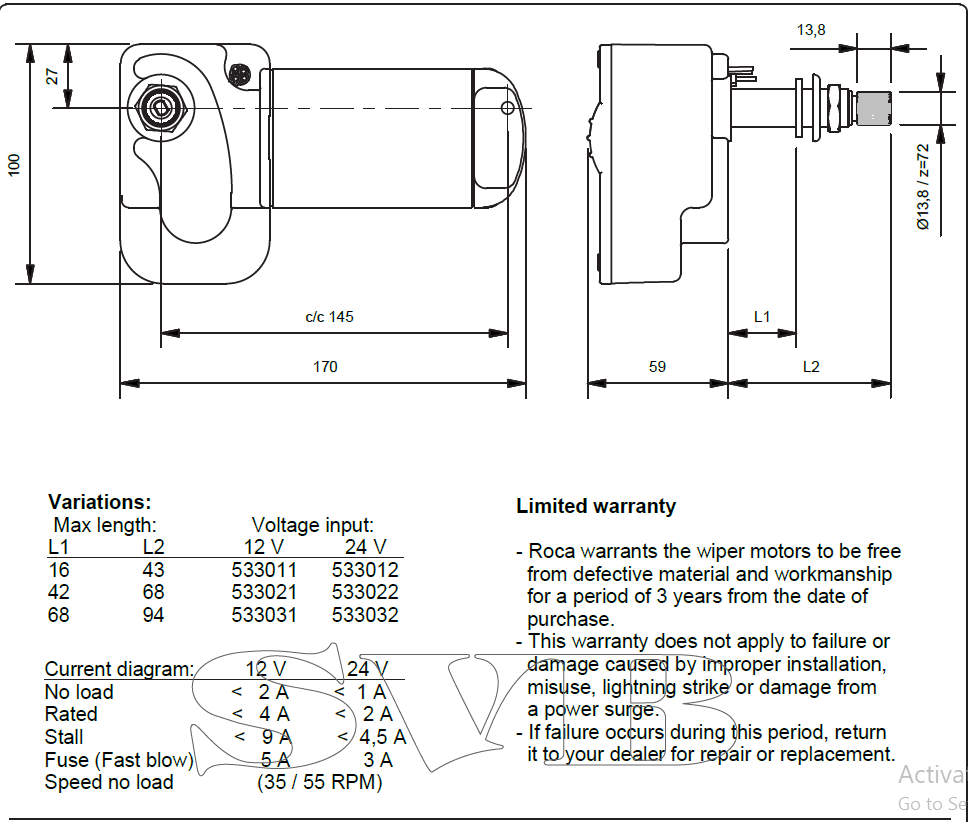 13,8
27
100
Ø13,8 / z=72
c/c 145
L1
170
59
L2
Variations:
Max length: Voltage input:
L1 L2 12 V 24 V
16 43 533011 533012
42 68 533021 533022
68 94 533031 533032
Current diagram: 12 V 24 V
No load < 2 A < 1 A
Rated < 4 A < 2 A
Stall < 9 A < 4,5 A
Fuse (Fast blow) 5 A 3 A
Speed no load (35 / 55 RPM)
Limited warranty
- Roca warrants the wiper motors to be free
from defective material and workmanship
for a period of 3 years from the date of
purchase.
- This warranty does not apply to failure or
damage caused by improper installation,
misuse, lightning strike or damage from
a power surge.
- If failure occurs during this period, return
it to your dealer for repair or replacement.
SVB
Activa
Go to Se